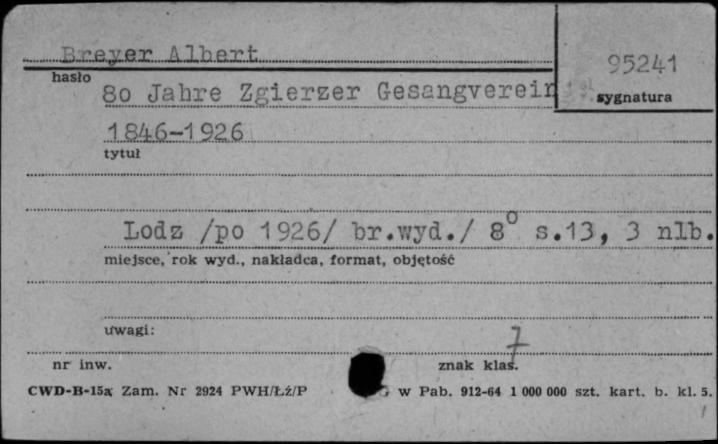 Breyer Albert
95241
hasło
sygnatura
80 Jahre Zgierzer Gesangverein
1846-1926
tytuł
Lodz /po 1926/ br.wyd./ 8° s.13, 3 nlb.
miejsce, rok wyd., nakładca, format, objętość
uwagi:
7
nr inw.
znak klas.
CWD-B-15a Zam. Nr 2924 PWH/Łź/P w Pab. 912-64 1 000 000 szt. kart. b. kl. 5.